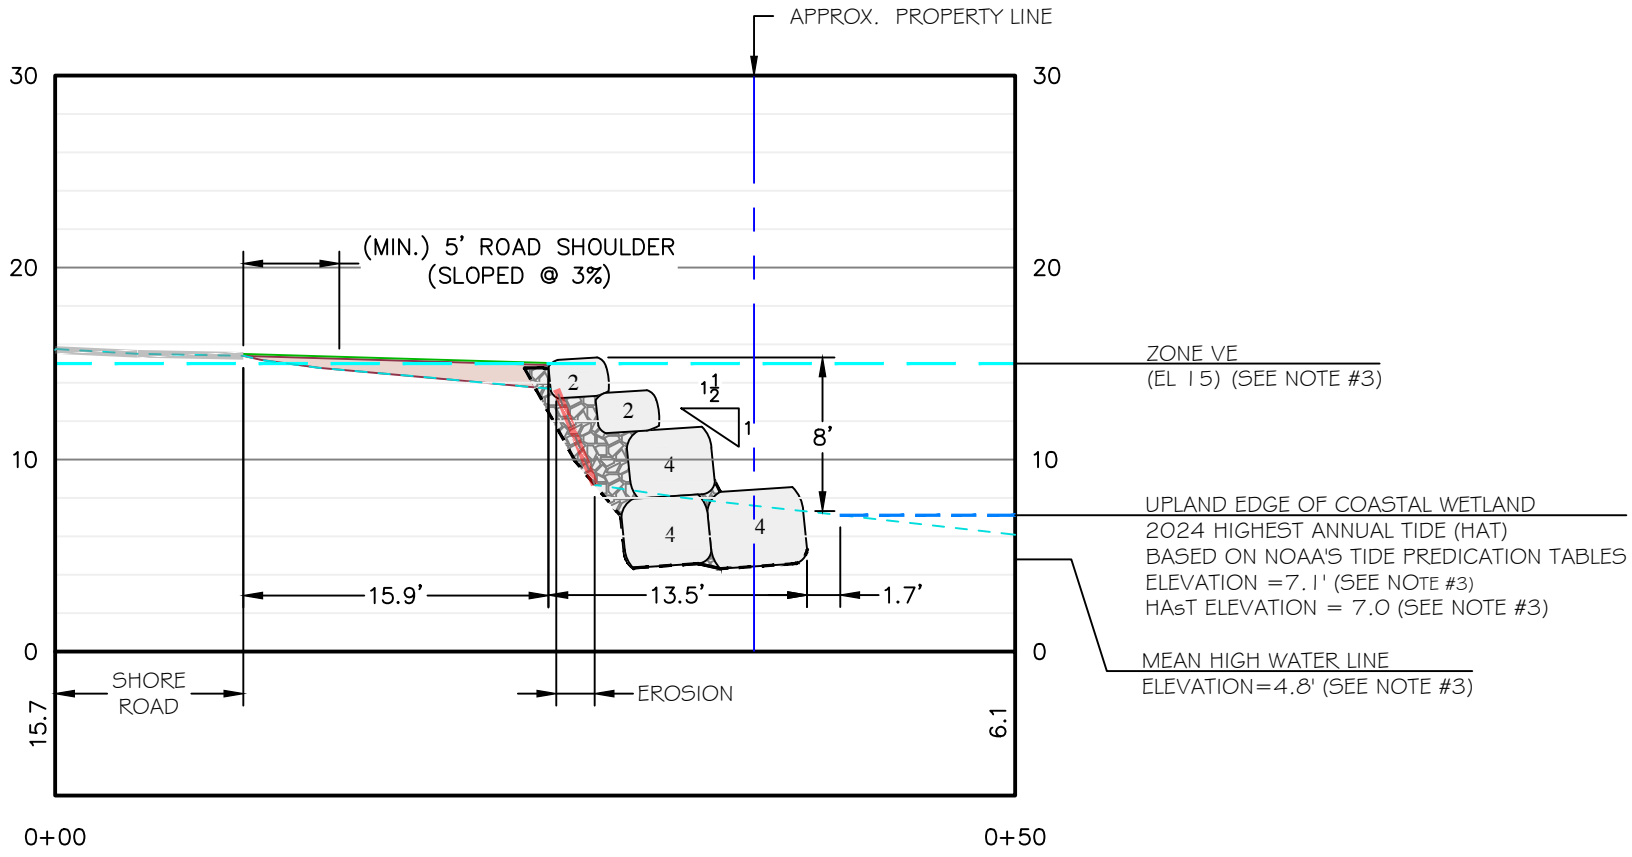 APPROX. PROPERTY LINE
30
30
(MIN.) 5' ROAD SHOULDER
(SLOPED @ 3%)
20
20
ZONE VE
(EL 15) (SEE NOTE #3)
2
1 1/2
2
1
8'
4
10
10
UPLAND EDGE OF COASTAL WETLAND
2024 HIGHEST ANNUAL TIDE (HAT)
BASED ON NOAA'S TIDE PREDICATION TABLES
ELEVATION =7.1' (SEE NOTE #3)
HAsT ELEVATION = 7.0 (SEE NOTE #3)
4
4
15.9'
13.5'
1.7'
0
0
MEAN HIGH WATER LINE
ELEVATION=4.8' (SEE NOTE #3)
SHORE
ROAD
EROSION
15.7
6.1
0+00
0+50